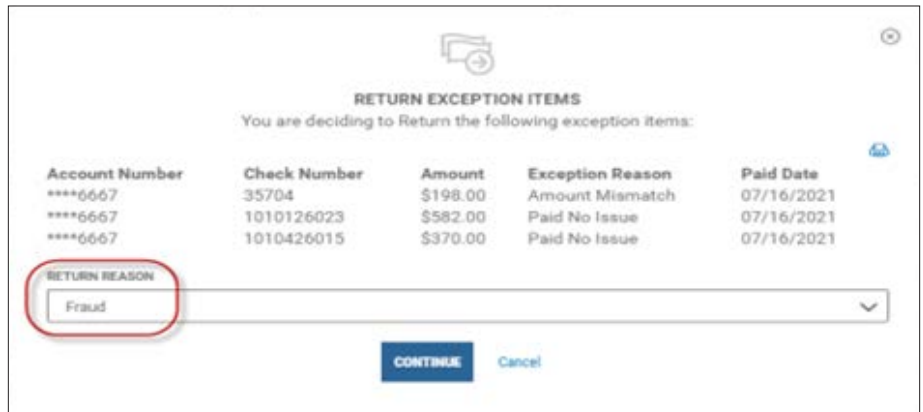 RETURN EXCEPTION ITEMS
You are deciding to Return the following exception items:
Account Number Check Number Amount Exception Reason Paid Date
****6667 35704 $198.00 Amount Mismatch 07/16/2021
****6667 1010126023 $582.00 Paid No Issue 07/16/2021
****6667 1010426015 $370.00 Paid No Issue 07/16/2021
RETURN REASON
Fraud
CONTINUE Cancel